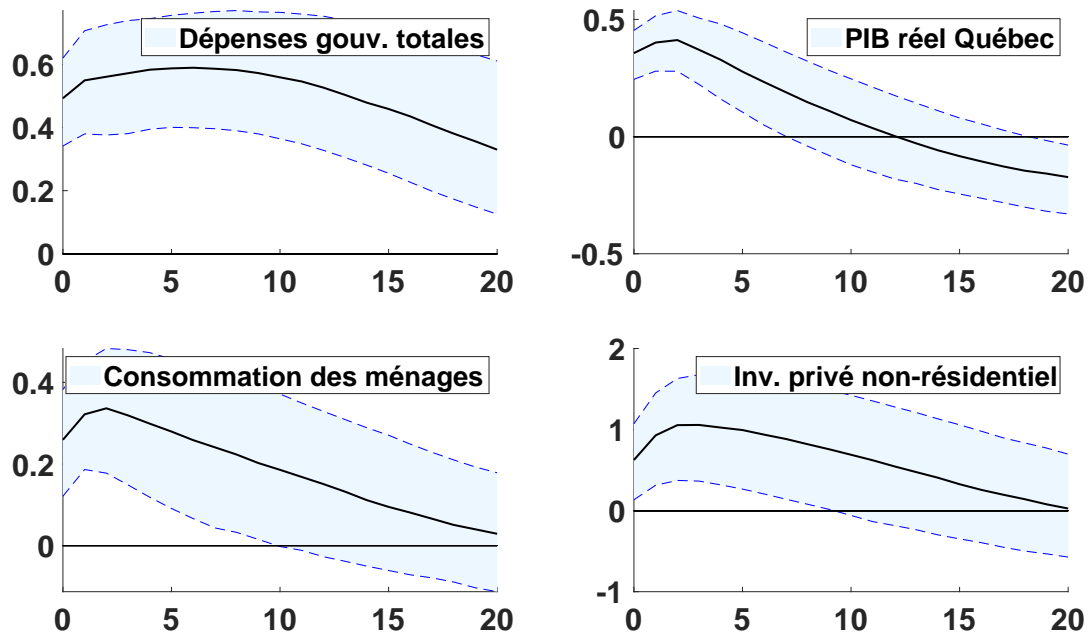 Dépenses gouv. totales
0.6
0.4
0.2
0
0 5 10 15 20
PIB réel Québec
0.5
0
-0.5
0 5 10 15 20
Consommation des ménages
0.4
0.2
0
0 5 10 15 20
Inv. privé non-résidentiel
2
1
0
-1
0 5 10 15 20